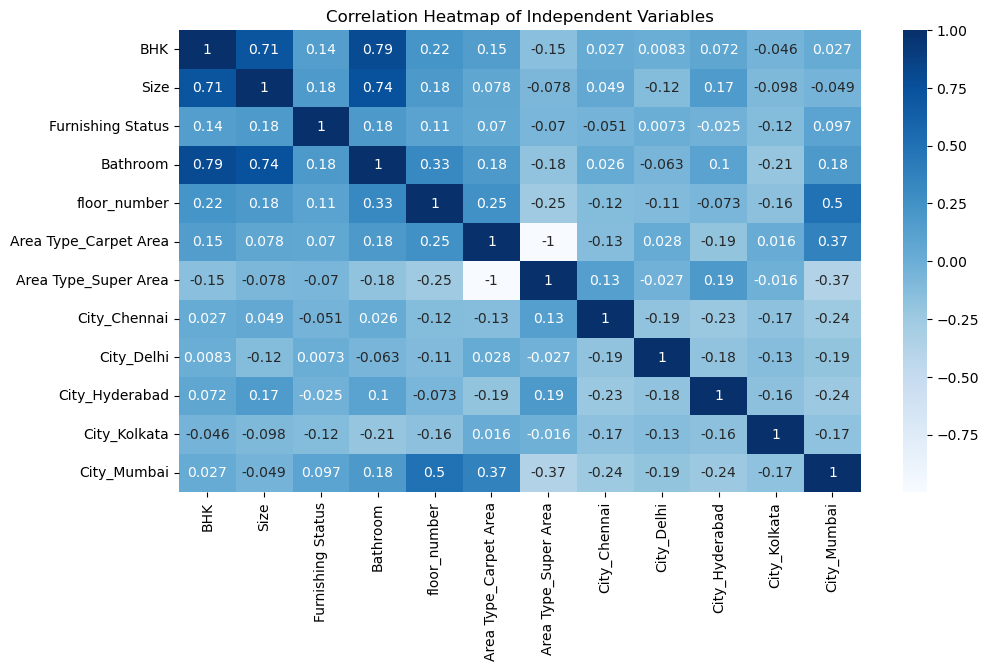 Correlation Heatmap of Independent Variables
BHK 1 0.71 0.14 0.79 0.22 0.15 -0.15 0.027 0.0083 0.072 -0.046 0.027
Size 0.71 1 0.18 0.74 0.18 0.078 -0.078 0.049 -0.12 0.17 -0.098 -0.049
Furnishing Status 0.14 0.18 1 0.18 0.11 0.07 -0.07 -0.051 0.0073 -0.025 -0.12 0.097
Bathroom 0.79 0.74 0.18 1 0.33 0.18 -0.18 0.026 -0.063 0.1 -0.21 0.18
floor_number 0.22 0.18 0.11 0.33 1 0.25 -0.25 -0.12 -0.11 -0.073 -0.16 0.5
Area Type_Carpet Area 0.15 0.078 0.07 0.18 0.25 1 -1 -0.13 0.028 -0.19 0.016 0.37
Area Type_Super Area -0.15 -0.078 -0.07 -0.18 -0.25 -1 1 0.13 -0.027 0.19 -0.016 -0.37
City_Chennai 0.027 0.049 -0.051 0.026 -0.12 -0.13 0.13 1 -0.19 -0.23 -0.17 -0.24
City_Delhi 0.0083 -0.12 0.0073 -0.063 -0.11 0.028 -0.027 -0.19 1 -0.18 -0.13 -0.19
City_Hyderabad 0.072 0.17 -0.025 0.1 -0.073 -0.19 0.19 -0.23 -0.18 1 -0.16 -0.24
City_Kolkata -0.046 -0.098 -0.12 -0.21 -0.16 0.016 -0.016 -0.17 -0.13 -0.16 1 -0.17
City_Mumbai 0.027 -0.049 0.097 0.18 0.5 0.37 -0.37 -0.24 -0.19 -0.24 -0.17 1
BHK
Size
Furnishing Status
Bathroom
floor_number
Area Type_Carpet Area
Area Type_Super Area
City_Chennai
City_Delhi
City_Hyderabad
City_Kolkata
City_Mumbai
1.00
0.75
0.50
0.25
0.00
-0.25
-0.50
-0.75